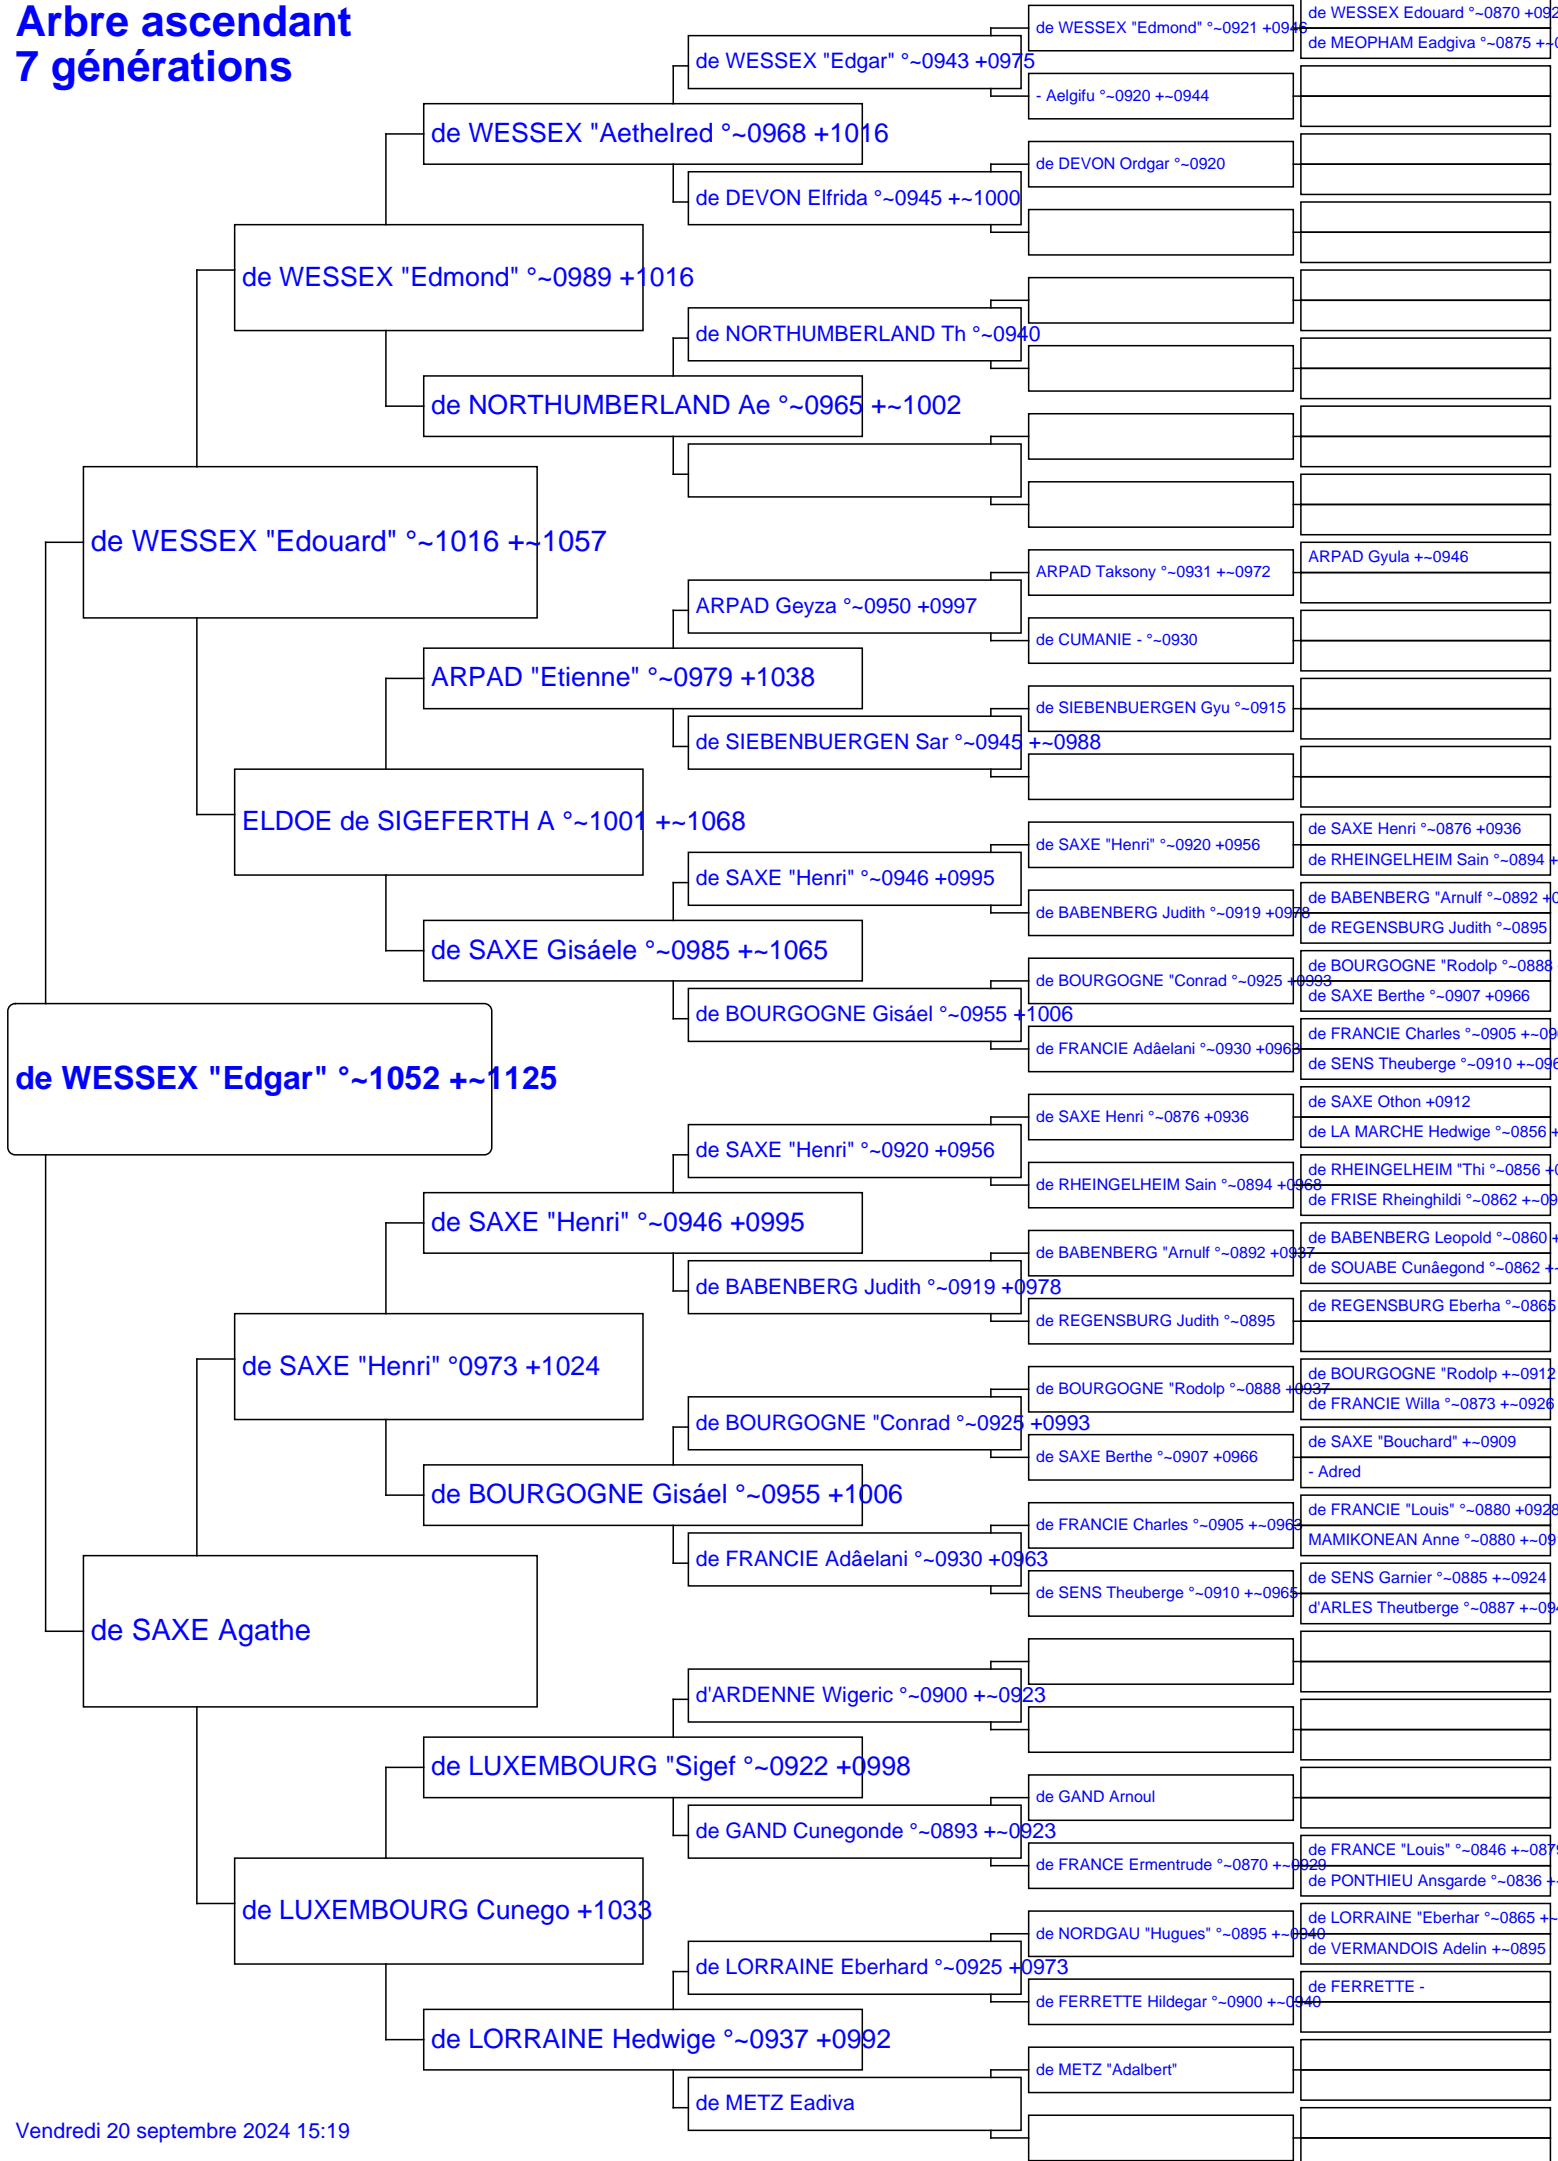 Arbre ascendant
7 générations
de WESSEX "Edgar" °~1052 +~1125
de WESSEX "Edouard" °~1016 +~1057
de SAXE Agathe
de WESSEX "Edmond" °~0989 +1016
ELDOE de SIGEFERTH A °~1001 +~1068
de SAXE "Henri" °0973 +1024
de LUXEMBOURG Cunego +1033
de WESSEX "Aethelred °~0968 +1016
de NORTHUMBERLAND Ae °~0965 +~1002
ARPAD "Etienne" °~0979 +1038
de SAXE Gisáele °~0985 +~1065
de SAXE "Henri" °~0946 +0995
de BOURGOGNE Gisáel °~0955 +1006
de LUXEMBOURG "Sigef °~0922 +0998
de LORRAINE Hedwige °~0937 +0992
de WESSEX "Edgar" °~0943 +0975
de DEVON Elfrida °~0945 +~1000
de NORTHUMBERLAND Th °~0940
ARPAD Geyza °~0950 +0997
de SIEBENBUERGEN Sar °~0945 +~0988
de SAXE "Henri" °~0946 +0995
de BOURGOGNE Gisáel °~0955 +1006
de SAXE "Henri" °~0920 +0956
de BABENBERG Judith °~0919 +0978
de BOURGOGNE "Conrad °~0925 +0993
de FRANCIE Adâelani °~0930 +0963
d'ARDENNE Wigeric °~0900 +~0923
de GAND Cunegonde °~0893 +~0923
de LORRAINE Eberhard °~0925 +0973
de METZ Eadiva
de WESSEX "Edmond" °~0921 +0946
- Aelgifu °~0920 +~0944
de DEVON Ordgar °~0920
ARPAD Taksony °~0931 +~0972
de CUMANIE - °~0930
de SIEBENBUERGEN Gyu °~0915
de SAXE "Henri" °~0920 +0956
de BABENBERG Judith °~0919 +0978
de BOURGOGNE "Conrad °~0925 +0993
de FRANCIE Adâelani °~0930 +0963
de SAXE Henri °~0876 +0936
de RHEINGELHEIM Sain °~0894 +0968
de BABENBERG "Arnulf °~0892 +0937
de REGENSBURG Judith °~0895
de BOURGOGNE "Rodolp °~0888 +0937
de SAXE Berthe °~0907 +0966
de FRANCIE Charles °~0905 +~0963
de SENS Theuberge °~0910 +~0965
de GAND Arnoul
de FRANCE Ermentrude °~0870 +~0929
de NORDGAU "Hugues" °~0895 +~0940
de FERRETTE Hildegar °~0900 +~0940
de METZ "Adalbert"
de WESSEX Edouard °~0870 +092
de MEOPHAM Eadgiva °~0875 +~0
ARPAD Gyula +~0946
de SAXE Henri °~0876 +0936
de RHEINGELHEIM Sain °~0894 +
de BABENBERG "Arnulf °~0892 +0
de REGENSBURG Judith °~0895
de BOURGOGNE "Rodolp °~0888
de SAXE Berthe °~0907 +0966
de FRANCIE Charles °~0905 +~09
de SENS Theuberge °~0910 +~096
de SAXE Othon +0912
de LA MARCHE Hedwige °~0856 +
de RHEINGELHEIM "Thi °~0856 +0
de FRISE Rheinghildi °~0862 +~09
de BABENBERG Leopold °~0860 +
de SOUABE Cunâegond °~0862 +~
de REGENSBURG Eberha °~0865
de BOURGOGNE "Rodolp +~0912
de FRANCIE Willa °~0873 +~0926
de SAXE "Bouchard" +~0909
- Adred
de FRANCIE "Louis" °~0880 +0928
MAMIKONEAN Anne °~0880 +~09
de SENS Garnier °~0885 +~0924
d'ARLES Theutberge °~0887 +~094
de FRANCE "Louis" °~0846 +~0879
de PONTHIEU Ansgarde °~0836 +~
de LORRAINE "Eberhar °~0865 +~
de VERMANDOIS Adelin +~0895
de FERRETTE -
Vendredi 20 septembre 2024 15:19